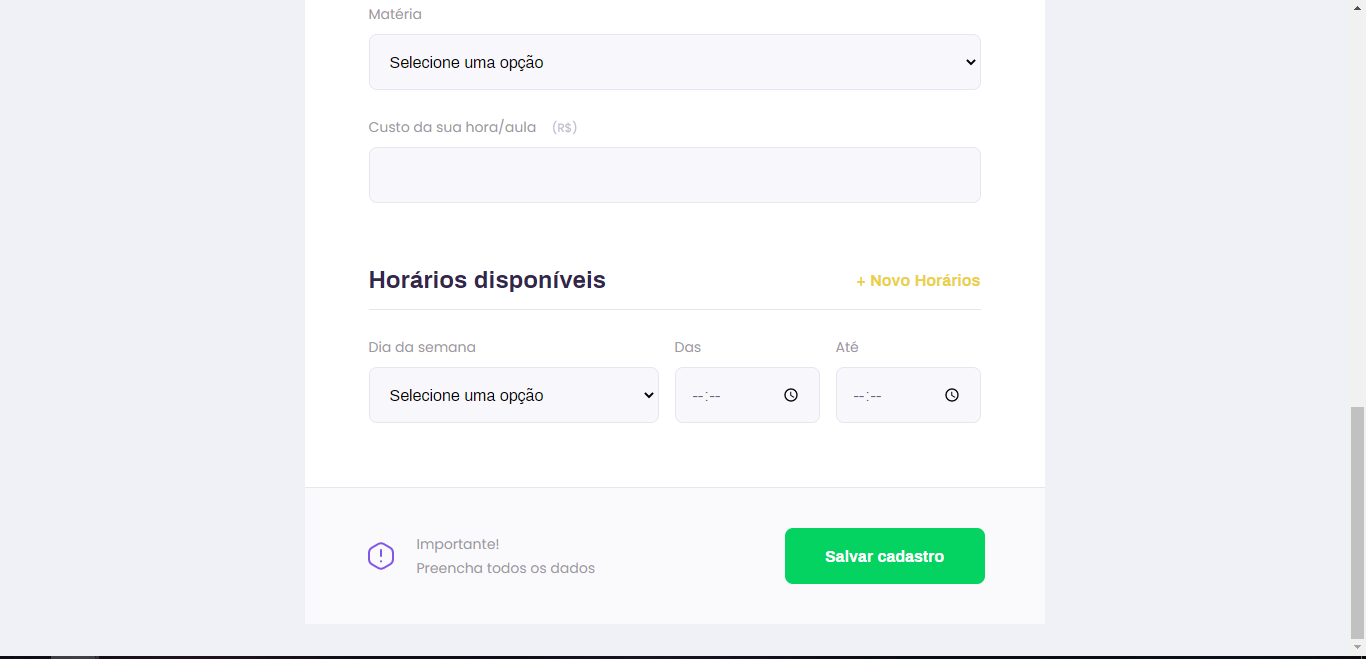 Matéria
Selecione uma opção
Custo da sua hora/aula (R$)
Horários disponíveis + Novo Horários
Dia da semana Das Até
Selecione uma opção --:-- --:--
Importante!
Preencha todos os dados
Salvar cadastro